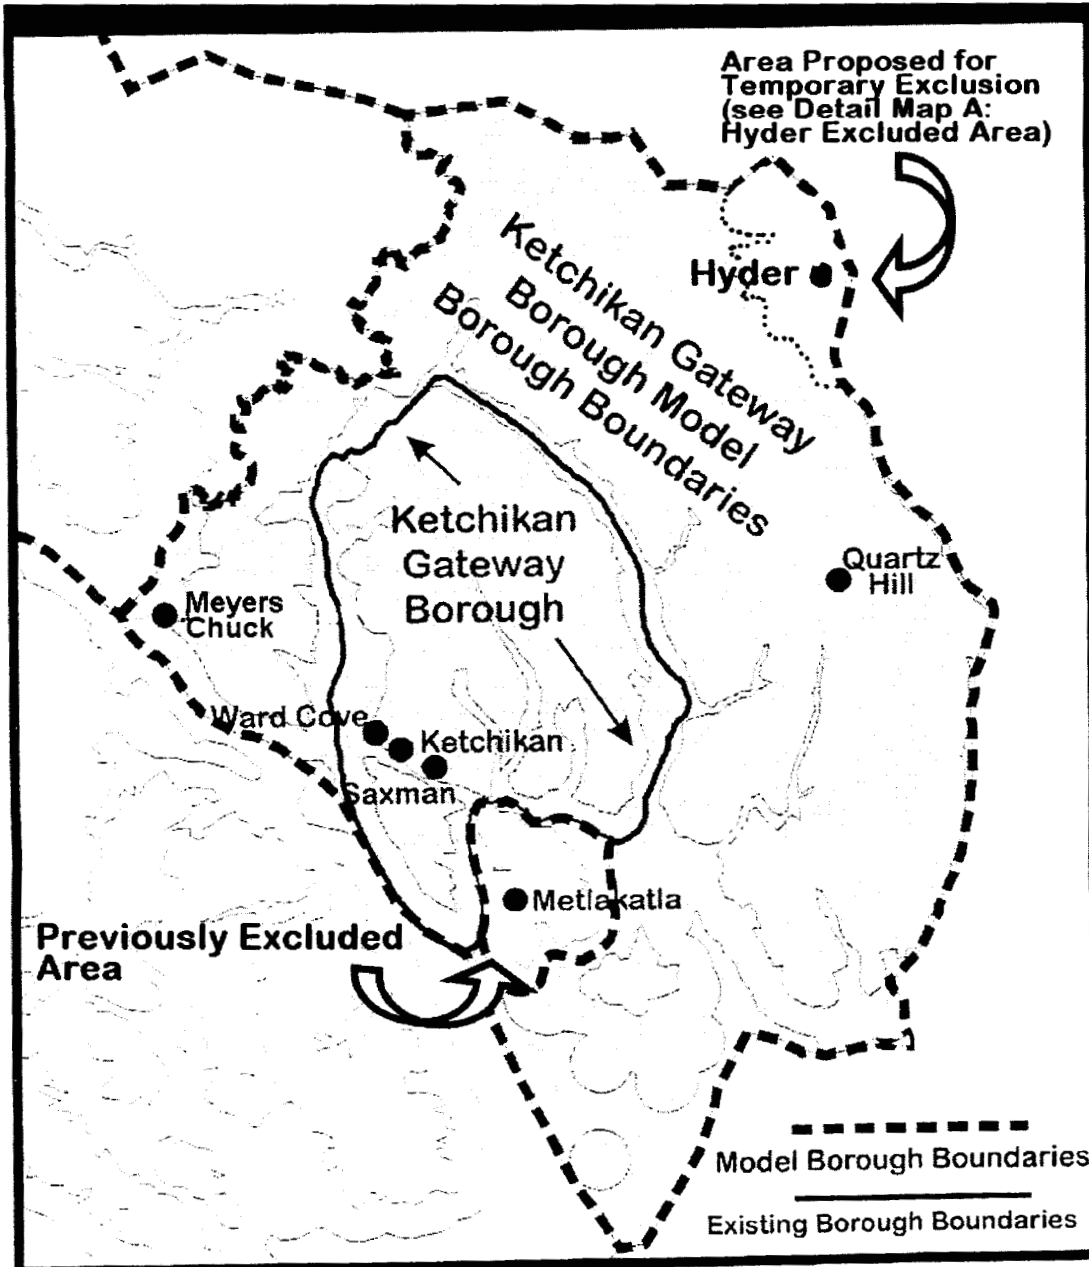 Area Proposed for
Temporary Exclusion
(see Detail Map A:
Hyder Excluded Area)
Ketchikan Gateway
Borough Model
Borough Boundaries
Hyder
Ketchikan
Gateway
Borough
Quartz
Hill
Meyers
Chuck
Ward Cove
Ketchikan
Saxman
Metlakatla
Previously Excluded
Area
Model Borough Boundaries
Existing Borough Boundaries